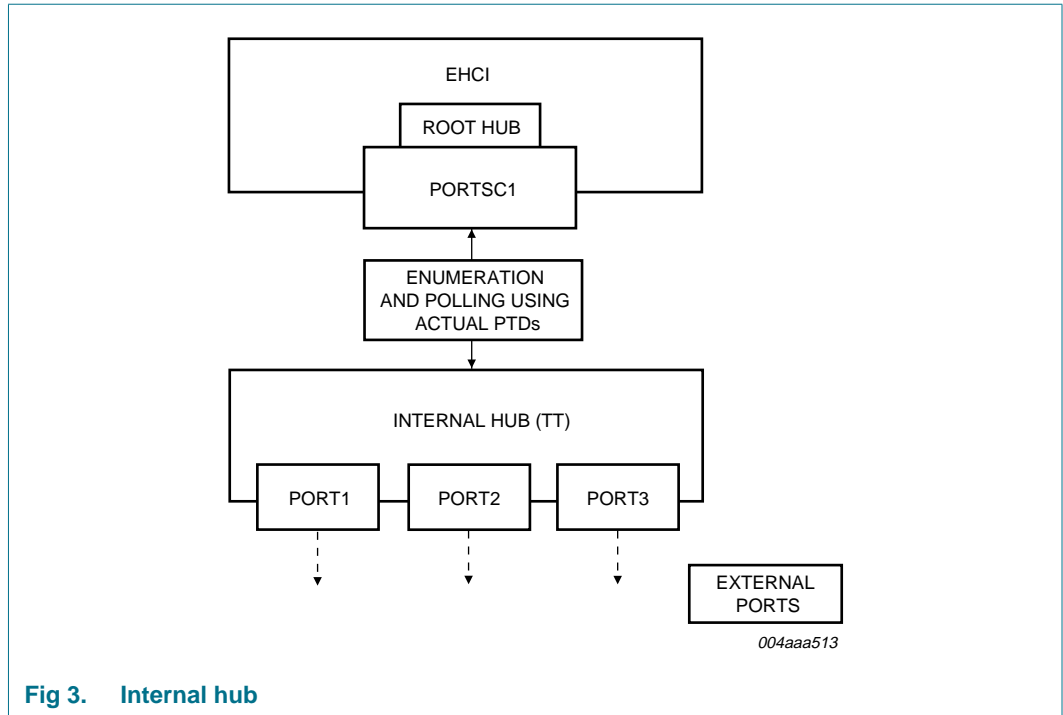 EHCI
ROOT HUB
PORTSC1
ENUMERATION
AND POLLING USING
ACTUAL PTDs
INTERNAL HUB (TT)
PORT1 PORT2 PORT3
EXTERNAL
PORTS
004aaa513
Fig 3. Internal hub